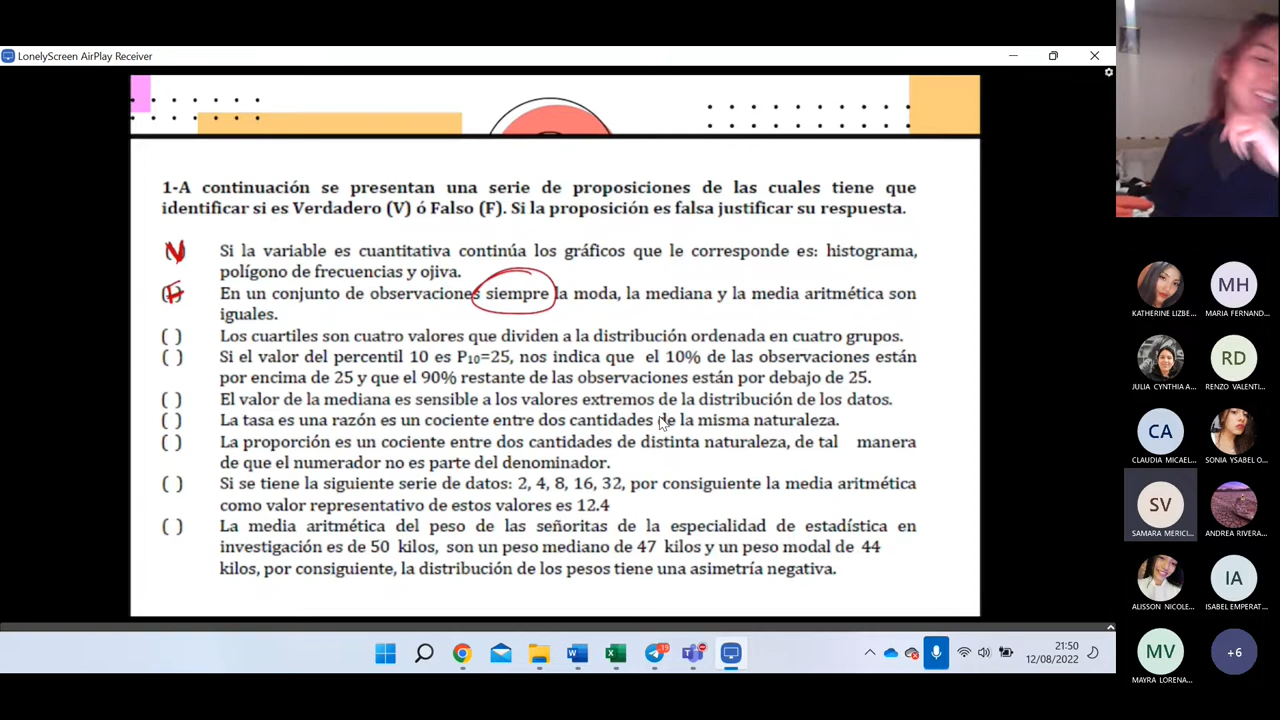 LonelyScreen AirPlay Receiver
1-A continuación se presentan una serie de proposiciones de las cuales tiene que
identificar si es Verdadero (V) ó Falso (F). Si la proposición es falsa justificar su respuesta.
(V) Si la variable es cuantitativa continúa los gráficos que le corresponde es: histograma,
polígono de frecuencias y ojiva.
(F) En un conjunto de observaciones siempre la moda, la mediana y la media aritmética son
iguales.
( ) Los cuartiles son cuatro valores que dividen a la distribución ordenada en cuatro grupos.
( ) Si el valor del percentil 10 es P₁₀=25, nos indica que el 10% de las observaciones están
por encima de 25 y que el 90% restante de las observaciones están por debajo de 25.
( ) El valor de la mediana es sensible a los valores extremos de la distribución de los datos.
( ) La tasa es una razón es un cociente entre dos cantidades de la misma naturaleza.
( ) La proporción es un cociente entre dos cantidades de distinta naturaleza, de tal manera
de que el numerador no es parte del denominador.
( ) Si se tiene la siguiente serie de datos: 2, 4, 8, 16, 32, por consiguiente la media aritmética
como valor representativo de estos valores es 12.4
( ) La media aritmética del peso de las señoritas de la especialidad de estadística en
investigación es de 50 kilos, son un peso mediano de 47 kilos y un peso modal de 44
kilos, por consiguiente, la distribución de los pesos tiene una asimetría negativa.
MH
KATHERINE LIZBE... MARIA FERNAND...
RD
JULIA CYNTHIA A... RENZO VALENTI...
CA
CLAUDIA MICAEL... SONIA YSABEL O...
SV
SAMARA MERICI... ANDREA RIVERA...
IA
ALISSON NICOLE... ISABEL EMPERAT...
MV +6
MAYRA LORENA...
19
21:50
12/08/2022